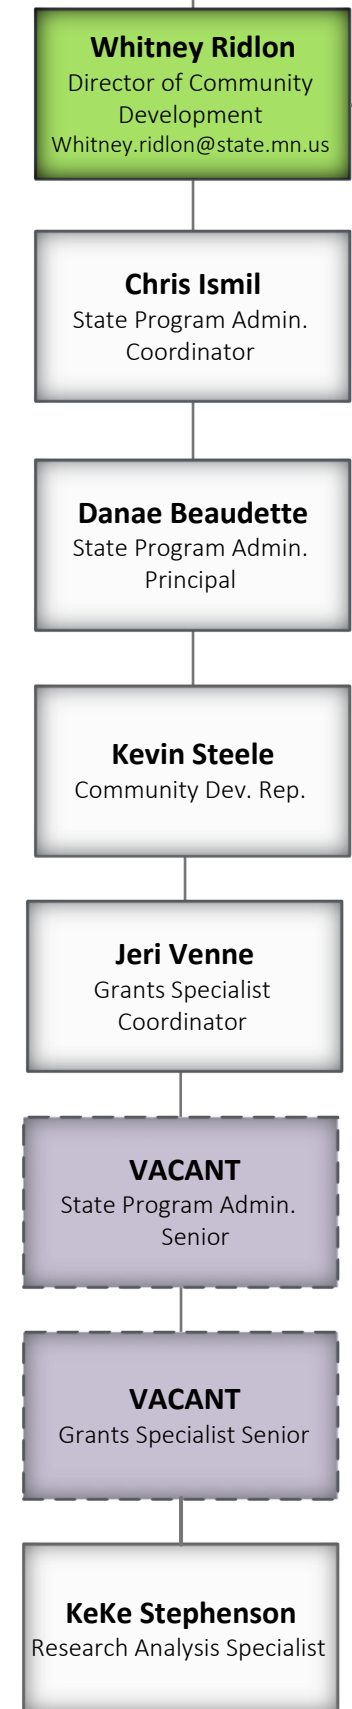 Whitney Ridlon
Director of Community
Development
Whitney.ridlon@state.mn.us
Chris Ismil
State Program Admin.
Coordinator
Danae Beaudette
State Program Admin.
Principal
Kevin Steele
Community Dev. Rep.
Jeri Venne
Grants Specialist
Coordinator
VACANT
State Program Admin.
Senior
VACANT
Grants Specialist Senior
KeKe Stephenson
Research Analysis Specialist